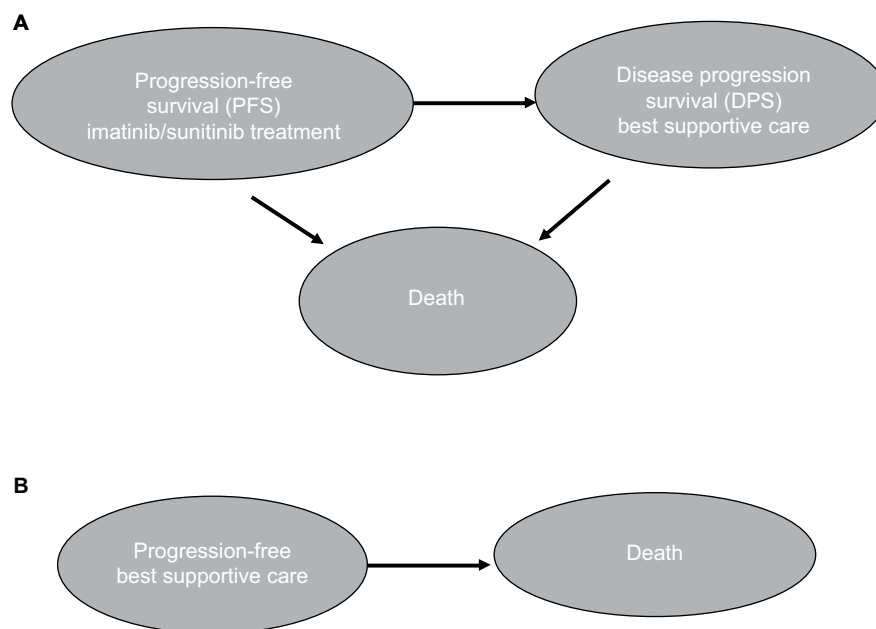 A
Progression-free
survival (PFS)
imatinib/sunitinib treatment
Disease progression
survival (DPS)
best supportive care
Death
B
Progression-free
best supportive care
Death